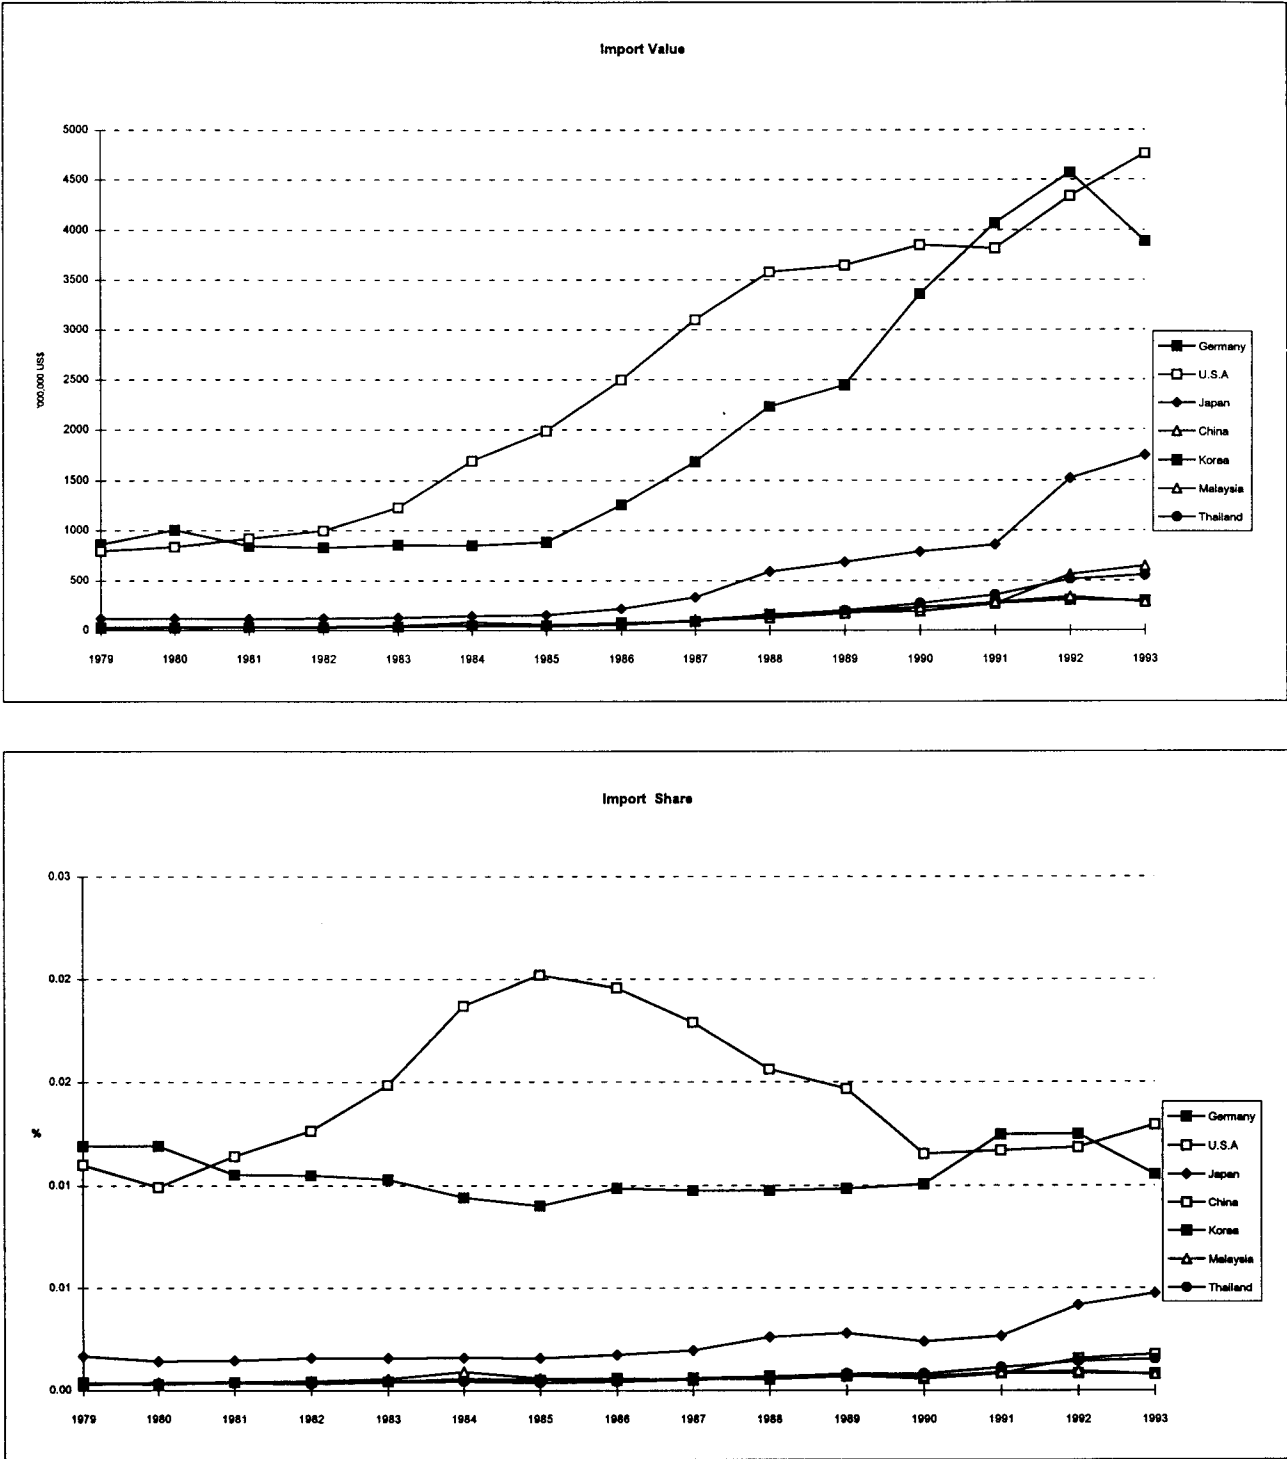 Import Value
5000
4500
4000
3500
3000
2500
2000
1500
1000
500
0
'000,000 US$
1979 1980 1981 1982 1983 1984 1985 1986 1987 1988 1989 1990 1991 1992 1993
Germany
U.S.A
Japan
China
Korea
Malaysia
Thailand
Import Share
0.03
0.02
0.02
0.01
0.01
0.00
%
1979 1980 1981 1982 1983 1984 1985 1986 1987 1988 1989 1990 1991 1992 1993
Germany
U.S.A
Japan
China
Korea
Malaysia
Thailand